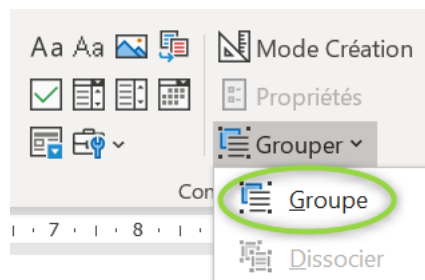 Aa Aa Mode Création
Propriétés
Grouper
Con
Groupe
7 8
Dissocier